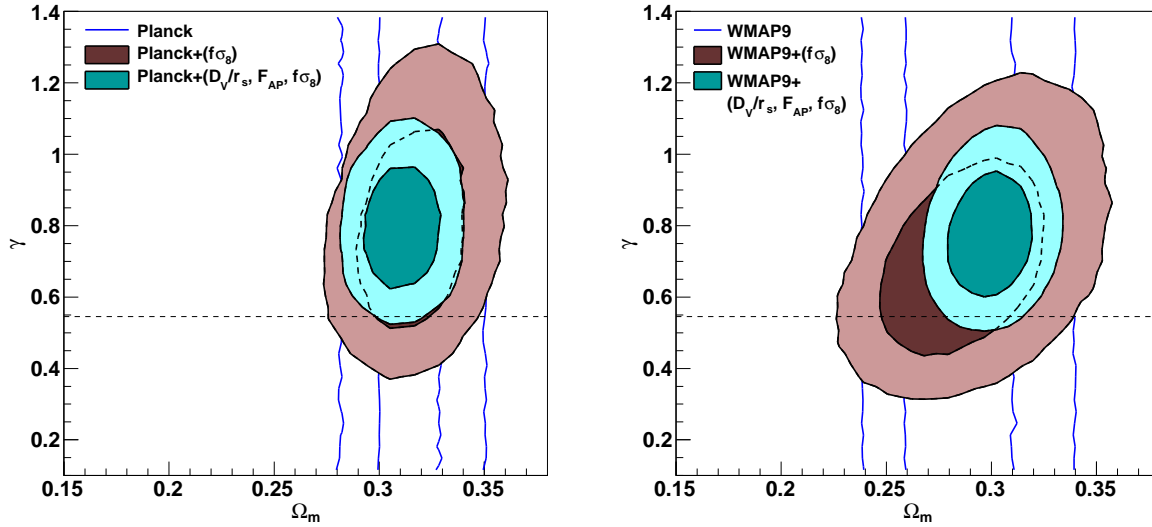 1.4
1.2
1
0.8
0.6
0.4
0.2
γ
0.15
0.2
0.25
0.3
0.35
Ωm
Planck
Planck+(fσ8)
Planck+(DV/rs, FAP, fσ8)
1.4
1.2
1
0.8
0.6
0.4
0.2
γ
0.15
0.2
0.25
0.3
0.35
Ωm
WMAP9
WMAP9+(fσ8)
WMAP9+
(DV/rs, FAP, fσ8)